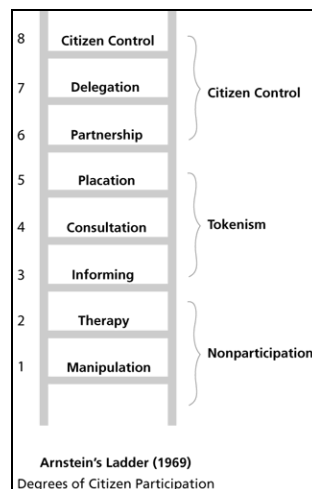 8 Citizen Control
7 Delegation Citizen Control
6 Partnership
5 Placation
4 Consultation Tokenism
3 Informing
2 Therapy
Nonparticipation
1 Manipulation
Arnstein's Ladder (1969)
Degrees of Citizen Participation